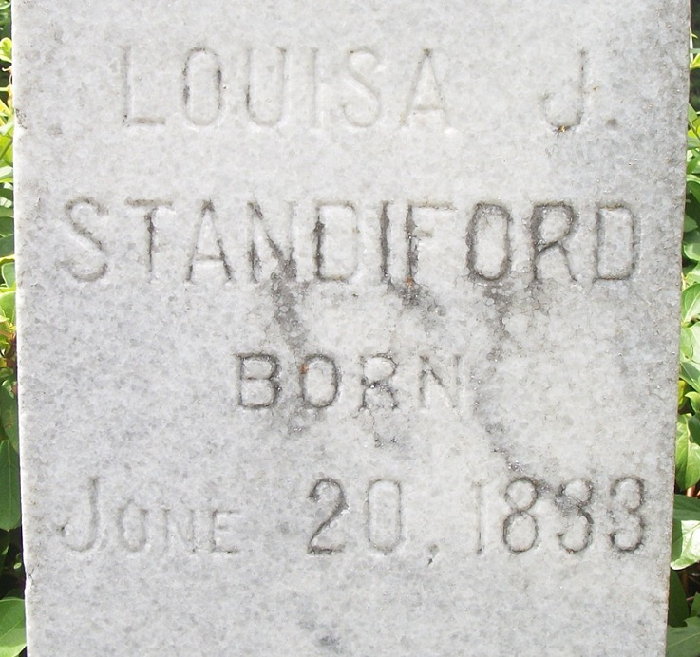 LOUISA J.
STANDIFORD
BORN
JUNE 20, 1833